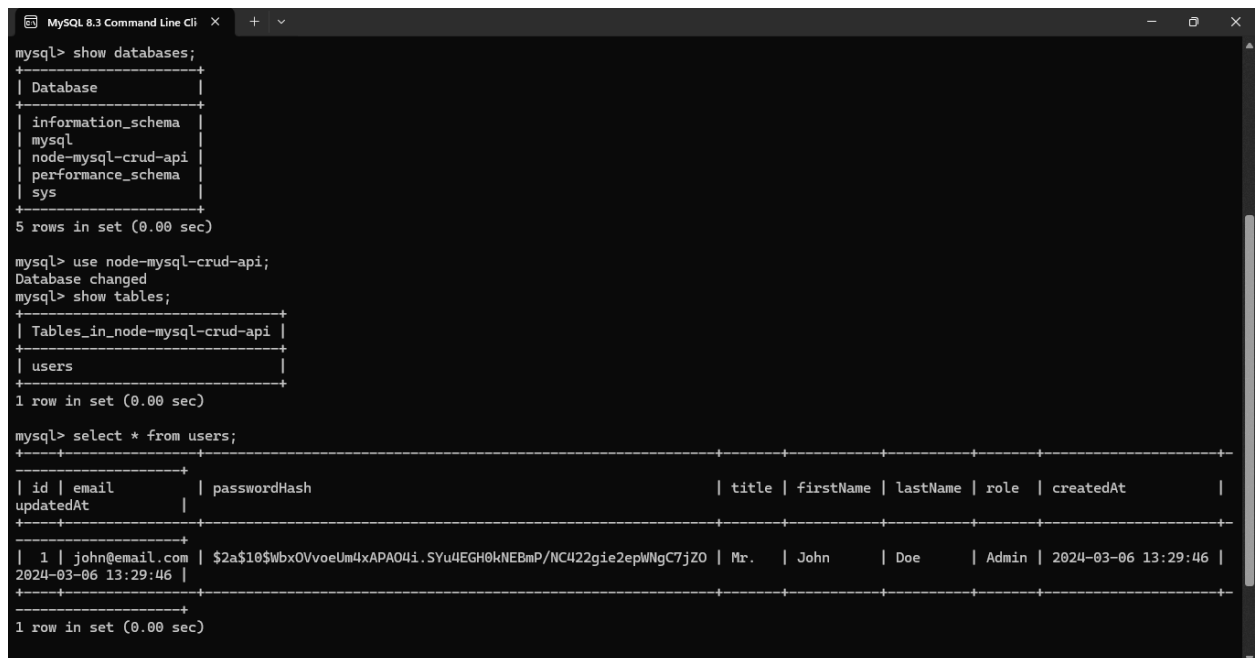 MySQL 8.3 Command Line Cli
mysql> show databases;
+---------------------+
| Database            |
+---------------------+
| information_schema  |
| mysql               |
| node-mysql-crud-api |
| performance_schema  |
| sys                 |
+---------------------+
5 rows in set (0.00 sec)
mysql> use node-mysql-crud-api;
Database changed
mysql> show tables;
+-------------------------------+
| Tables_in_node-mysql-crud-api |
+-------------------------------+
| users                         |
+-------------------------------+
1 row in set (0.00 sec)
mysql> select * from users;
+----+----------------+--------------------------------------------------------------+-------+-----------+----------+-------+---------------------+-
--------------------+
| id | email          | passwordHash                                                 | title | firstName | lastName | role  | createdAt           |
updatedAt           |
+----+----------------+--------------------------------------------------------------+-------+-----------+----------+-------+---------------------+-
--------------------+
|  1 | john@email.com | $2a$10$WbxOVvoeUm4xAPAO4i.SYu4EGH0kNEBmP/NC422gie2epWNgC7jZO | Mr.   | John      | Doe      | Admin | 2024-03-06 13:29:46 |
2024-03-06 13:29:46 |
+----+----------------+--------------------------------------------------------------+-------+-----------+----------+-------+---------------------+-
--------------------+
1 row in set (0.00 sec)